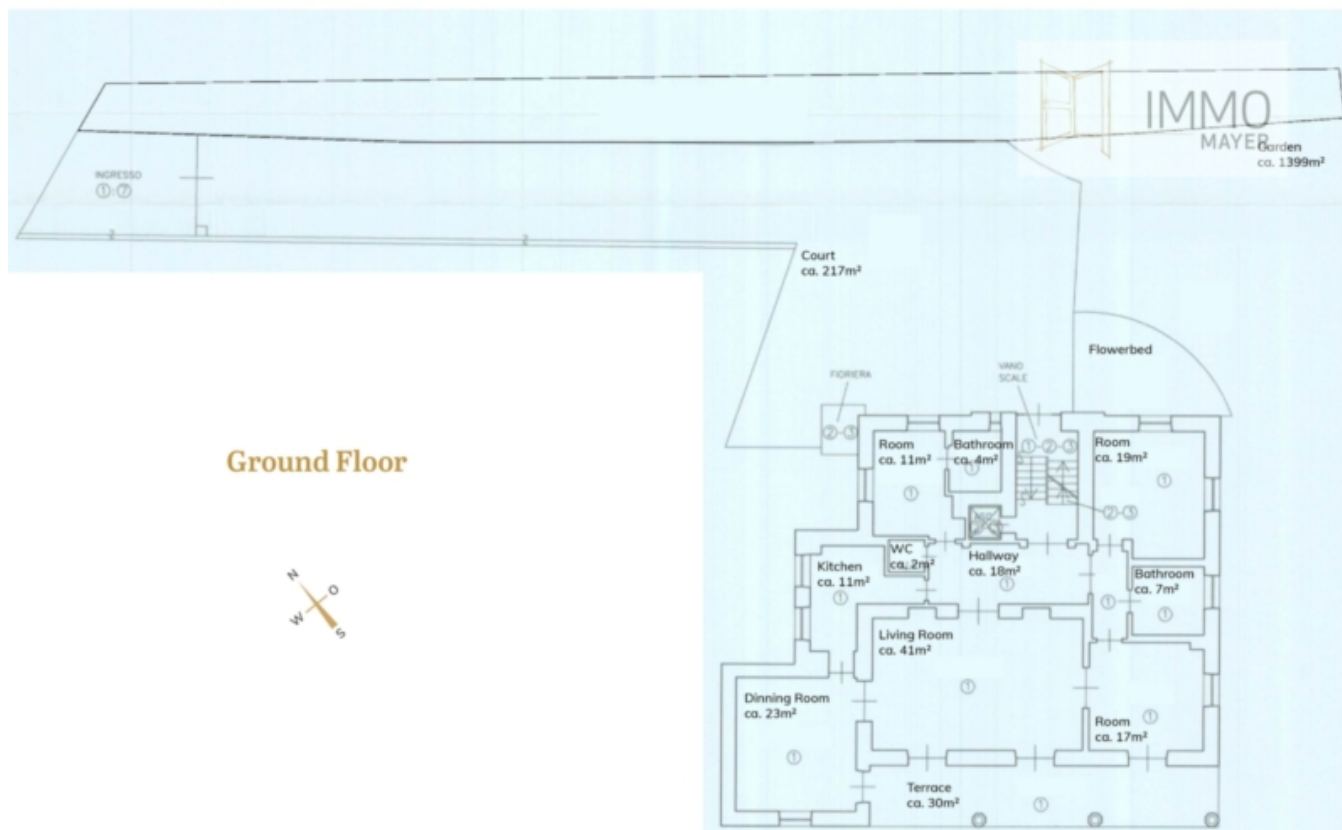 IMMO
MAYER
Garden
ca. 1399m²
INGRESSO
1-7
Court
ca. 217m²
Flowerbed
FIORIERA
VANO
SCALE
2-3
Room
ca. 11m²
1
Bathroom
ca. 4m²
1
1-2-3
Room
ca. 19m²
1
2-3
Ground Floor
WC
ca. 2m²
Hallway
ca. 18m²
1
Kitchen
ca. 11m²
1
Bathroom
ca. 7m²
1
1
N
O
W
S
Living Room
ca. 41m²
1
Dinning Room
ca. 23m²
1
Room
ca. 17m²
1
Terrace
ca. 30m²
1